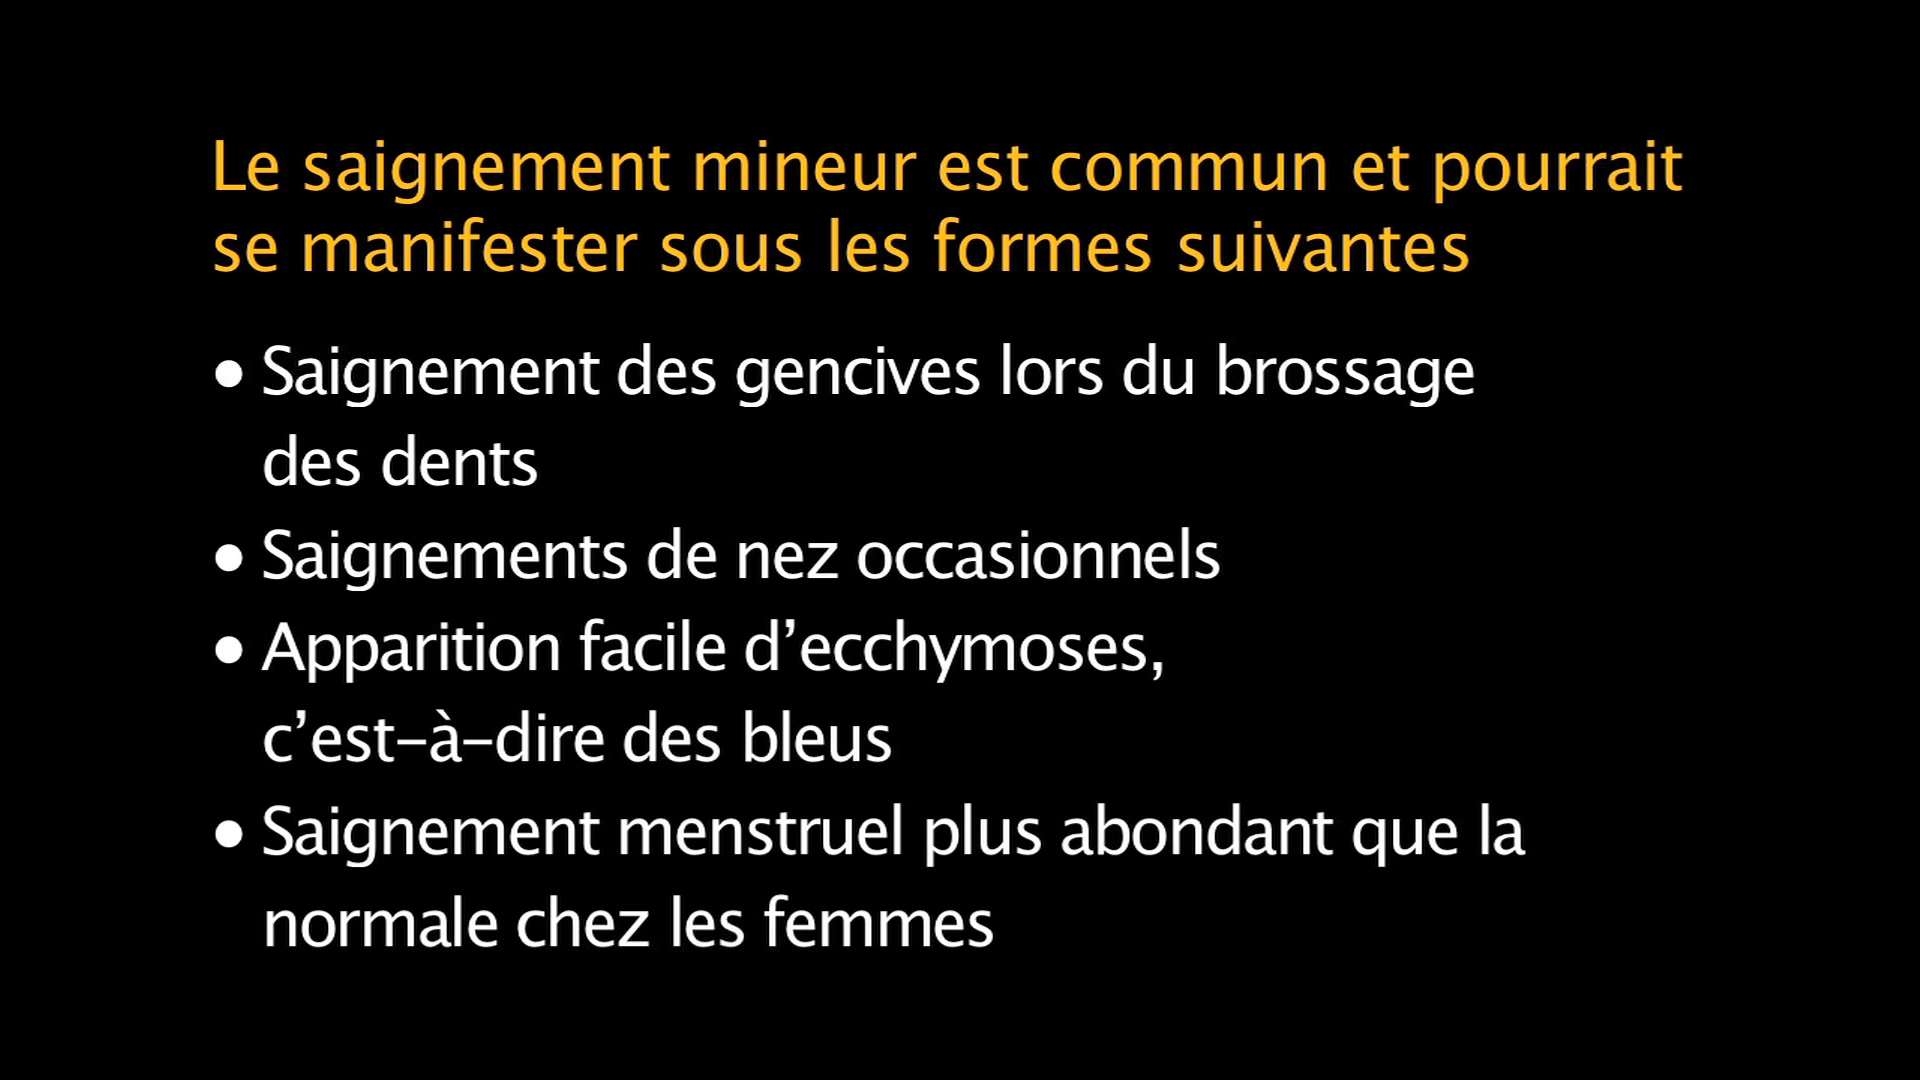 Le saignement mineur est commun et pourrait
se manifester sous les formes suivantes
● Saignement des gencives lors du brossage
des dents
● Saignements de nez occasionnels
● Apparition facile d’ecchymoses,
c’est-à-dire des bleus
● Saignement menstruel plus abondant que la
normale chez les femmes